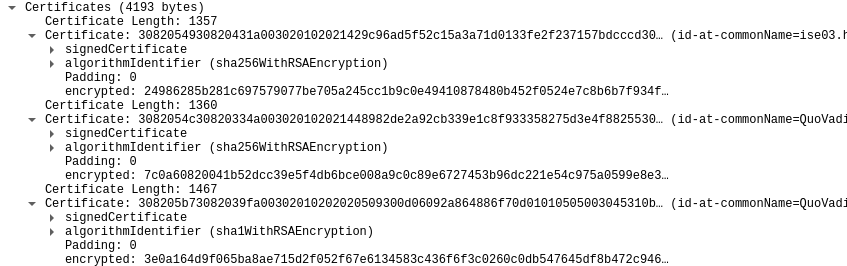 Certificates (4193 bytes)
Certificate Length: 1357
Certificate: 3082054930820431a003020102021429c96ad5f52c15a3a71d0133fe2f237157bdcccd30… (id-at-commonName=ise03.h
signedCertificate
algorithmIdentifier (sha256WithRSAEncryption)
Padding: 0
encrypted: 24986285b281c697579077be705a245cc1b9c0e49410878480b452f0524e7c8b6b7f934f…
Certificate Length: 1360
Certificate: 3082054c30820334a003020102021448982de2a92cb339e1c8f933358275d3e4f8825530… (id-at-commonName=QuoVadi
signedCertificate
algorithmIdentifier (sha256WithRSAEncryption)
Padding: 0
encrypted: 7c0a60820041b52dcc39e5f4db6bce008a9c0c89e6727453b96dc221e54c975a0599e8e3…
Certificate Length: 1467
Certificate: 308205b73082039fa00302010202020509300d06092a864886f70d01010505003045310b… (id-at-commonName=QuoVadi
signedCertificate
algorithmIdentifier (sha1WithRSAEncryption)
Padding: 0
encrypted: 3e0a164d9f065ba8ae715d2f052f67e6134583c436f6f3c0260c0db547645df8b472c946…